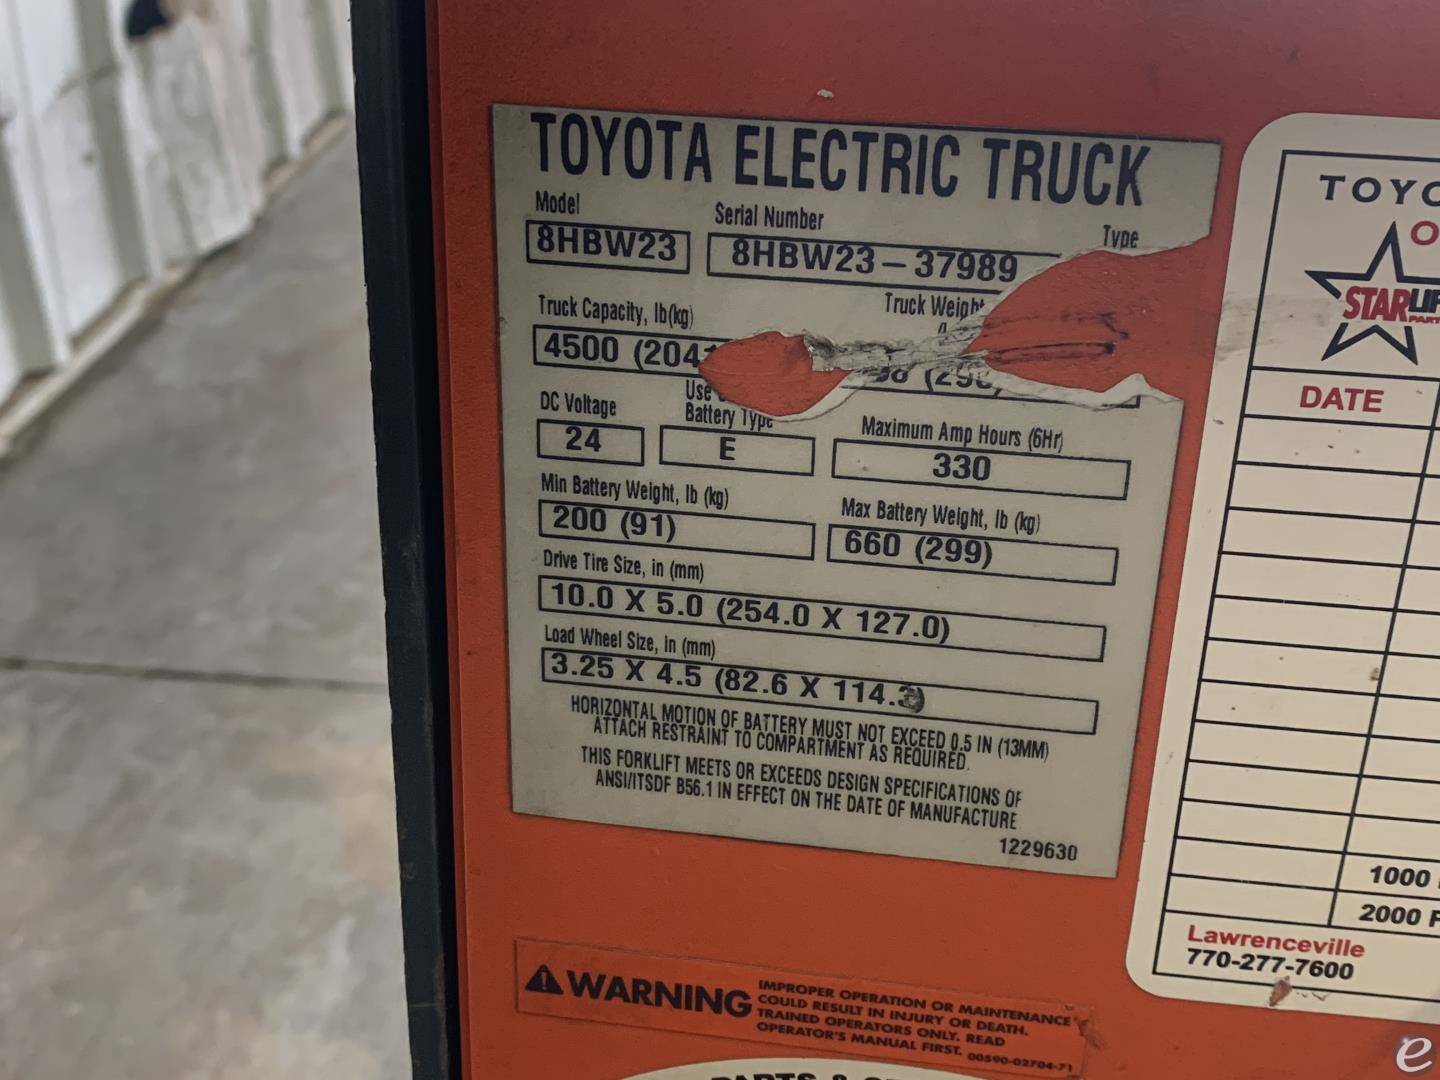 TOYOTA ELECTRIC TRUCK
Model Serial Number Type
8HBW23 8HBW23-37989
Truck Capacity, lb(kg) Truck Weight
4500 (204
DC Voltage Use Battery Type Maximum Amp Hours (6Hr)
24 E 330
Min Battery Weight, lb (kg) Max Battery Weight, lb (kg)
200 (91) 660 (299)
Drive Tire Size, in (mm)
10.0 X 5.0 (254.0 X 127.0)
Load Wheel Size, in (mm)
3.25 X 4.5 (82.6 X 114.3)
HORIZONTAL MOTION OF BATTERY MUST NOT EXCEED 0.5 IN (13MM)
ATTACH RESTRAINT TO COMPARTMENT AS REQUIRED.
THIS FORKLIFT MEETS OR EXCEEDS DESIGN SPECIFICATIONS OF
ANSI/ITSDF B56.1 IN EFFECT ON THE DATE OF MANUFACTURE
1229630
WARNING
IMPROPER OPERATION OR MAINTENANCE
COULD RESULT IN INJURY OR DEATH.
TRAINED OPERATORS ONLY. READ
OPERATOR'S MANUAL FIRST. 00590-02704-71
TOYO
O
STARLIF
PART
DATE
1000
2000 F
Lawrenceville
770-277-7600
e